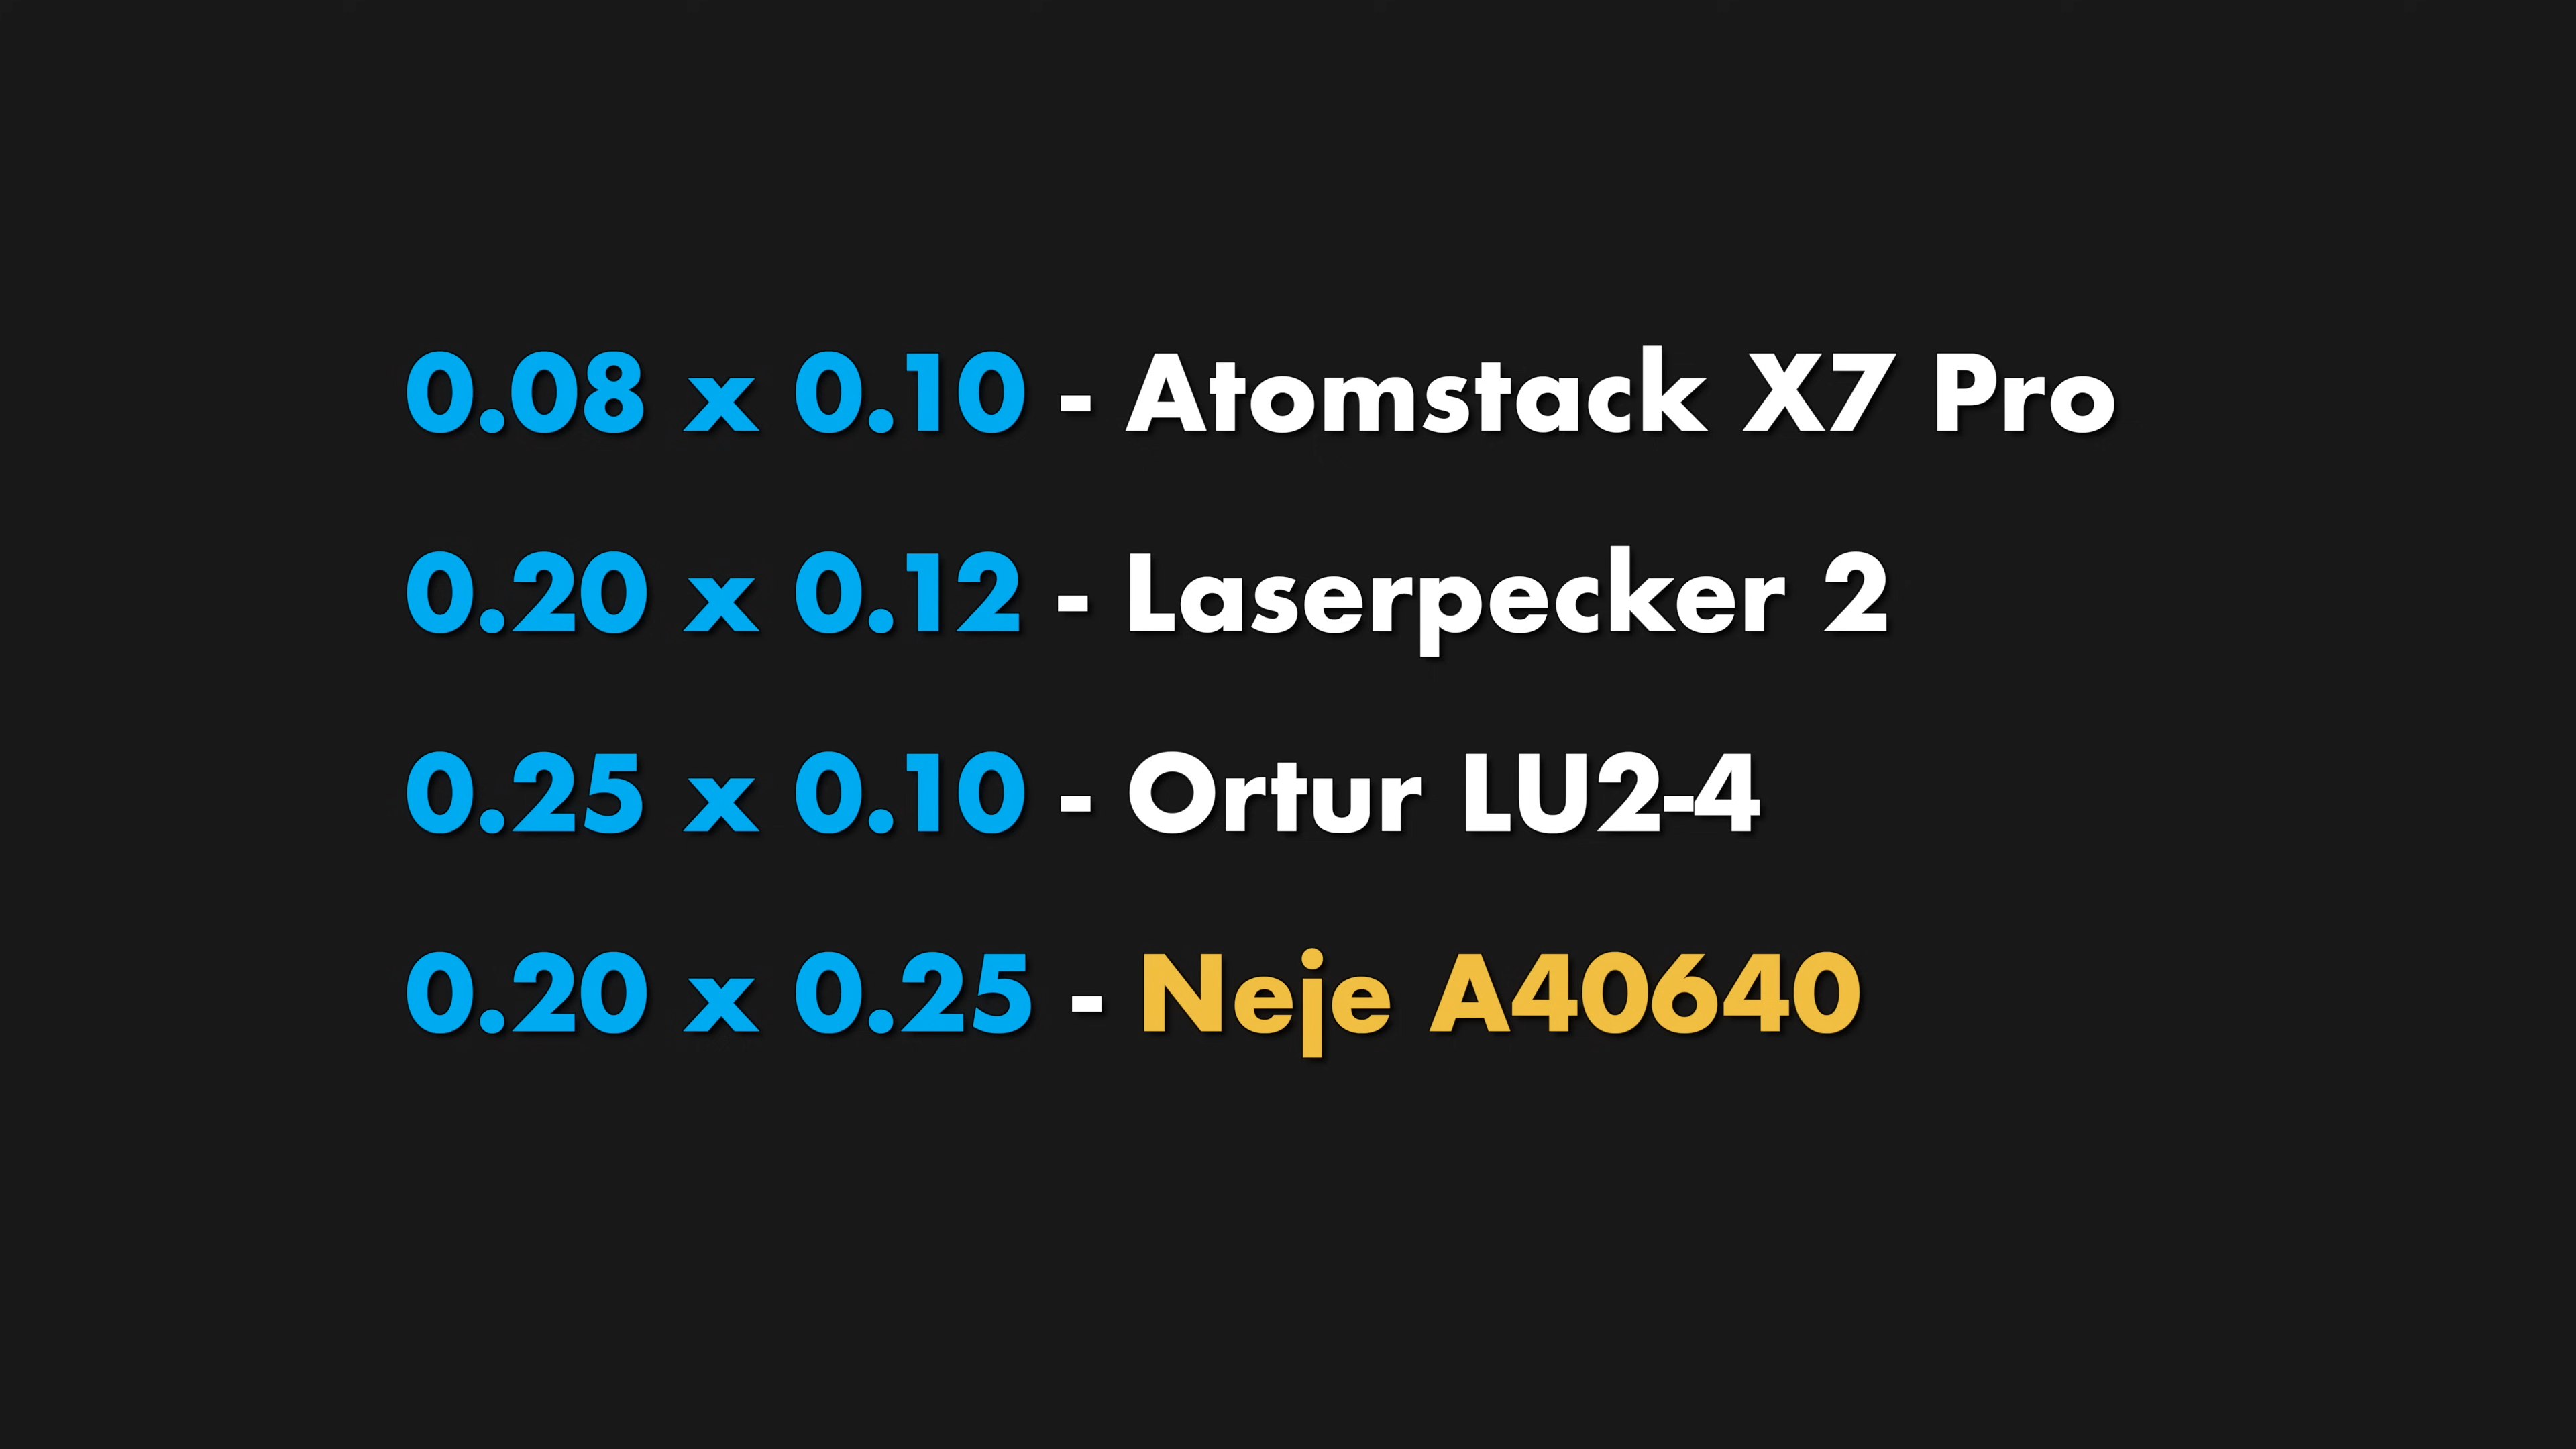 0.08 x 0.10 - Atomstack X7 Pro
0.20 x 0.12 - Laserpecker 2
0.25 x 0.10 - Ortur LU2-4
0.20 x 0.25 - Neje A40640